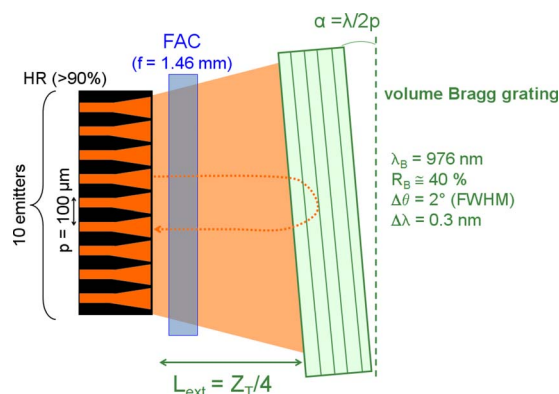 α =λ/2p
FAC
(f = 1.46 mm)
HR (>90%)
volume Bragg grating
λB = 976 nm
RB ≅ 40 %
Δθ = 2° (FWHM)
Δλ = 0.3 nm
10 emitters
p = 100 µm
Lext = ZT/4